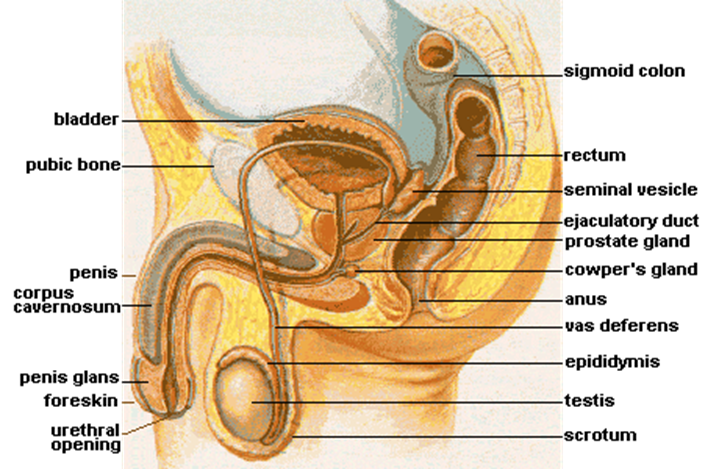 sigmoid colon
bladder
rectum
pubic bone
seminal vesicle
ejaculatory duct
prostate gland
cowper's gland
penis
corpus
cavernosum
anus
vas deferens
epididymis
penis glans
foreskin
testis
urethral
opening
scrotum